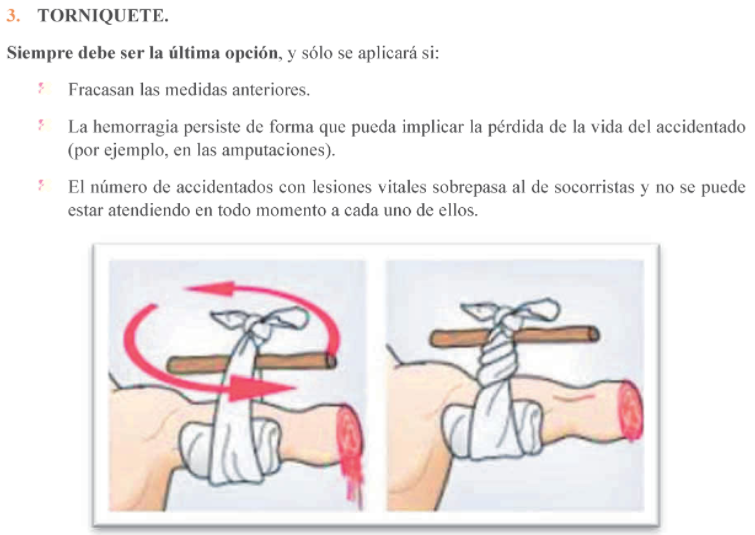 3. TORNIQUETE.
Siempre debe ser la última opción, y sólo se aplicará si:
Fracasan las medidas anteriores.
La hemorragia persiste de forma que pueda implicar la pérdida de la vida del accidentado
(por ejemplo, en las amputaciones).
El número de accidentados con lesiones vitales sobrepasa al de socorristas y no se puede
estar atendiendo en todo momento a cada uno de ellos.